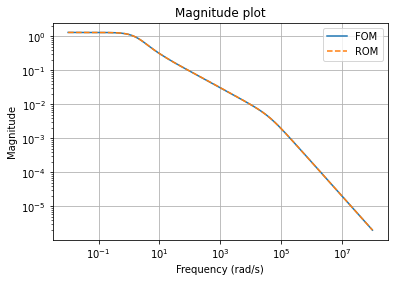 Magnitude plot
FOM
ROM
Magnitude
10⁰
10⁻¹
10⁻²
10⁻³
10⁻⁴
10⁻⁵
10⁻¹ 10¹ 10³ 10⁵ 10⁷
Frequency (rad/s)